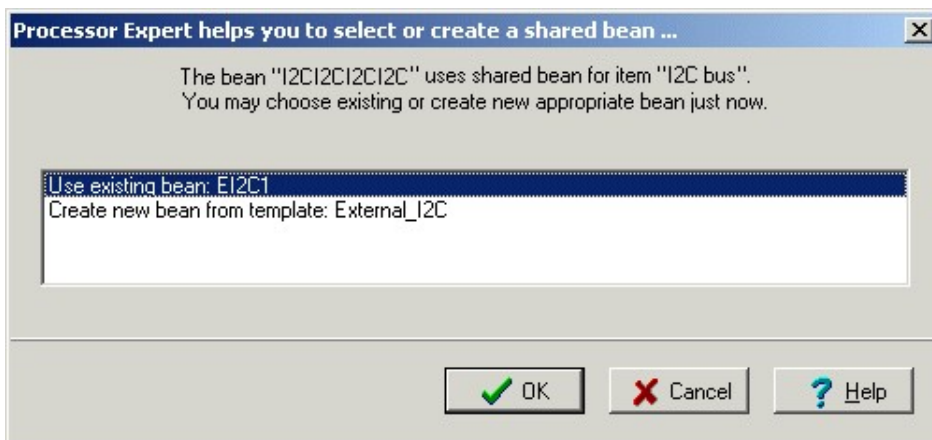 Processor Expert helps you to select or create a shared bean ...
The bean "I2CI2CI2CI2C" uses shared bean for item "I2C bus".
You may choose existing or create new appropriate bean just now.
Use existing bean: EI2C1
Create new bean from template: External_I2C
OK
Cancel
Help